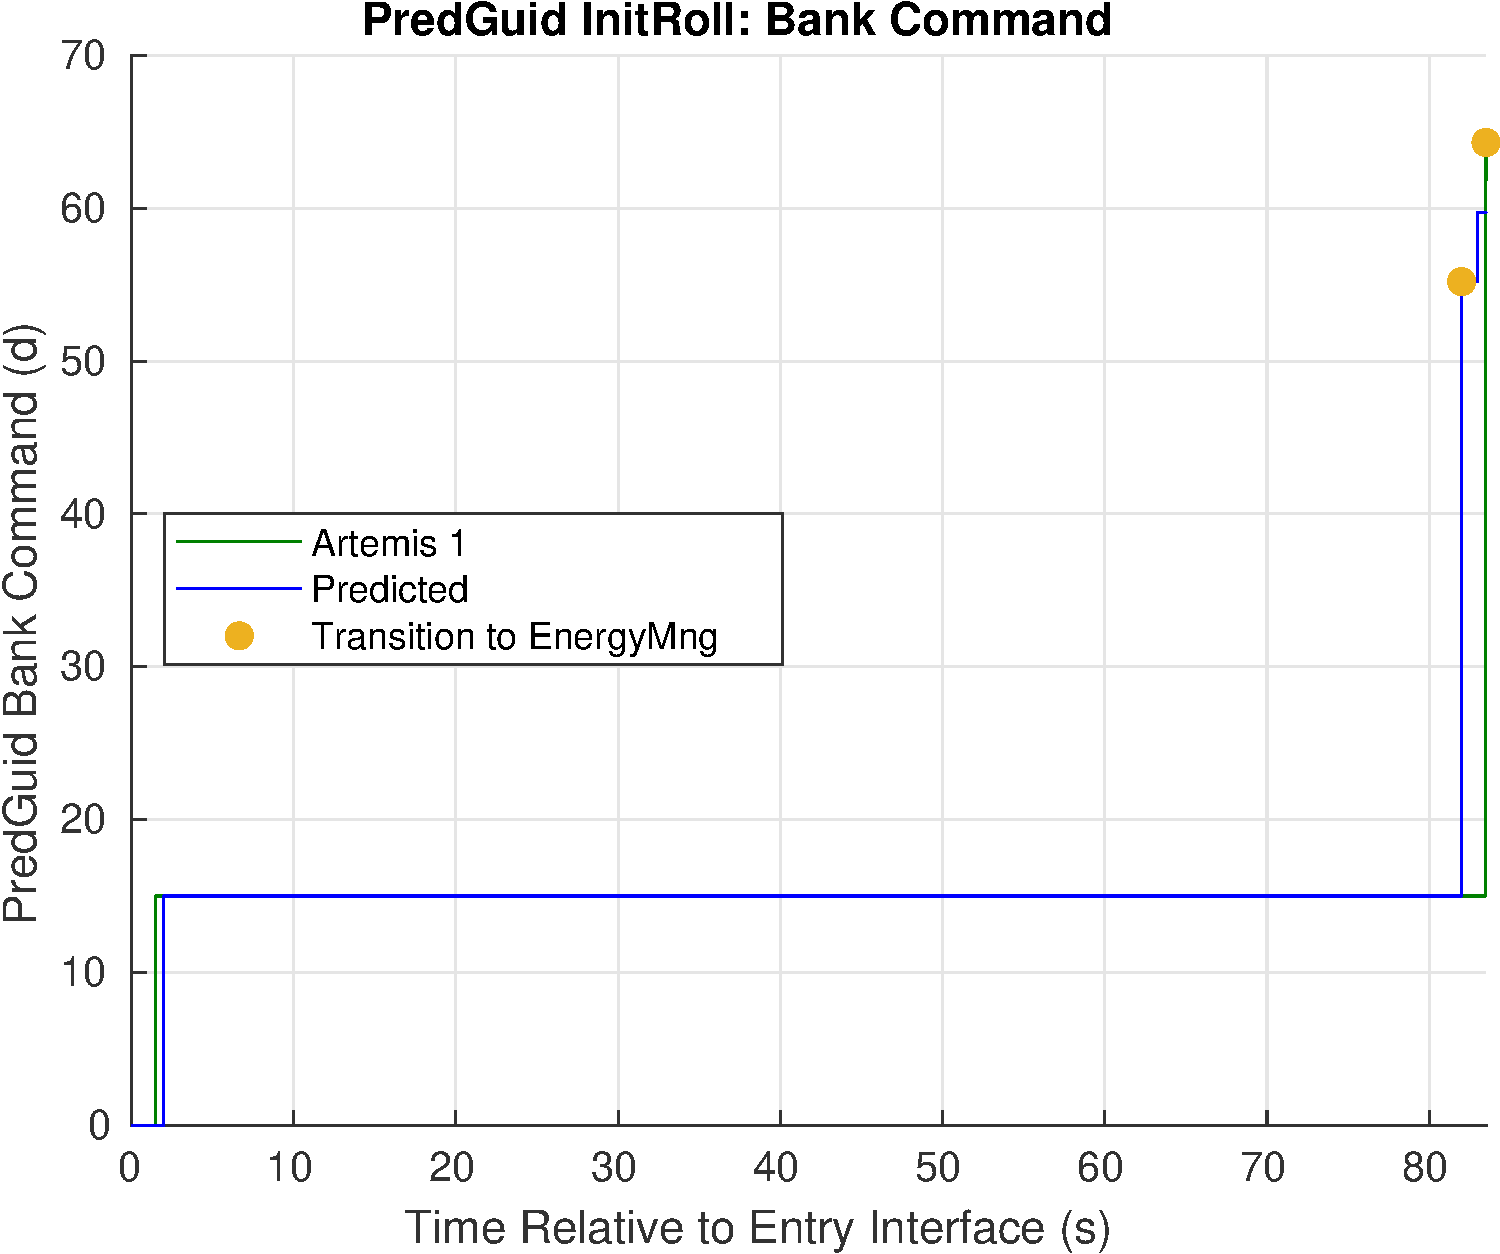 PredGuid InitRoll: Bank Command
70
60
50
40
30
20
10
0
PredGuid Bank Command (d)
Artemis 1
Predicted
Transition to EnergyMng
0 10 20 30 40 50 60 70 80
Time Relative to Entry Interface (s)